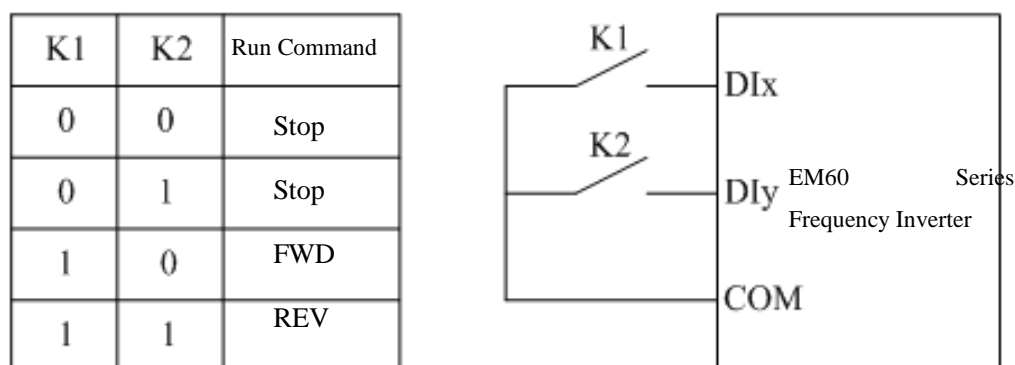 K1 K2 Run Command
0 0 Stop
0 1 Stop
1 0 FWD
1 1 REV
K1
DIx
K2
DIy
EM60 Series
Frequency Inverter
COM